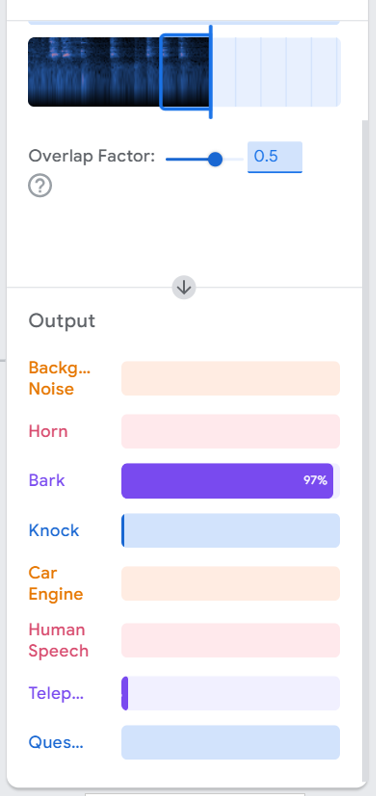 Overlap Factor:
0.5
?
Output
Backg...
Noise
Horn
Bark
97%
Knock
Car
Engine
Human
Speech
Telep...
Ques...